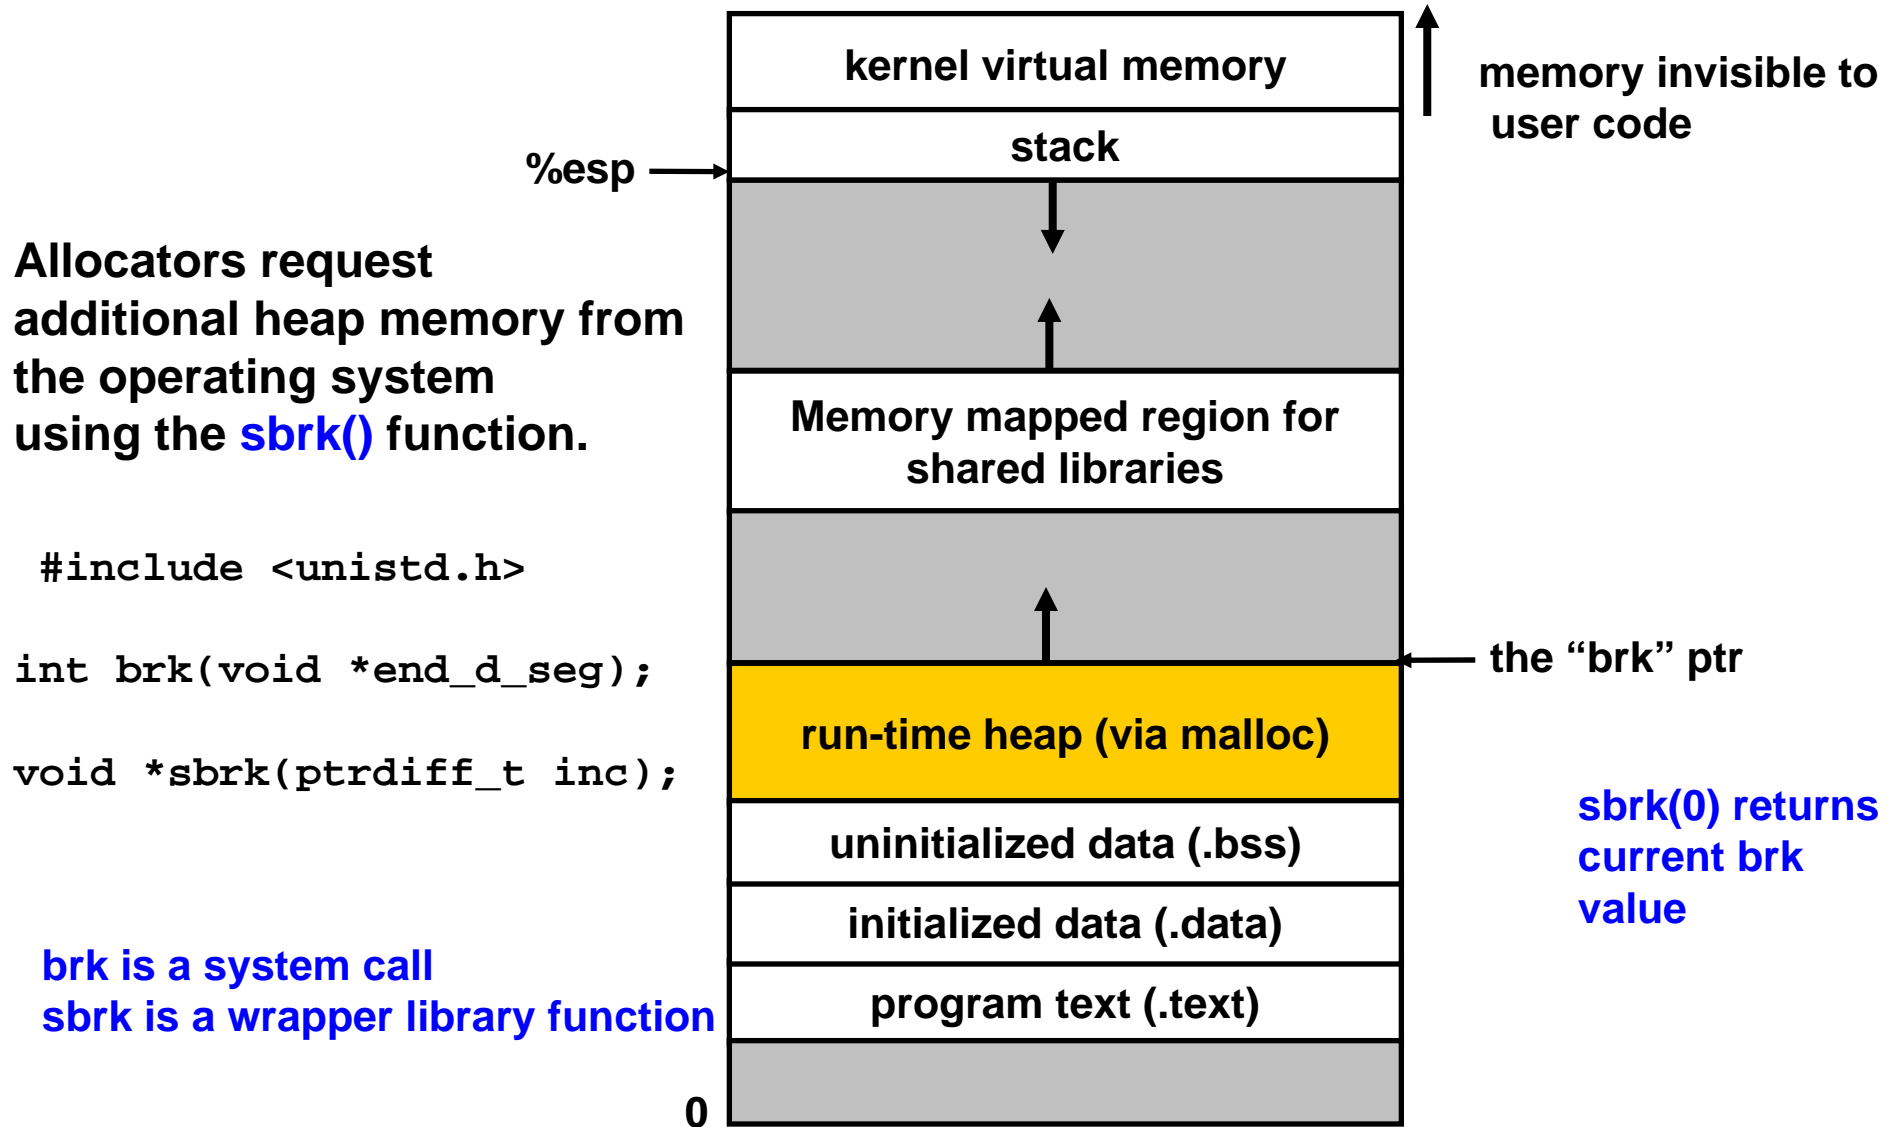 kernel virtual memory
memory invisible to
user code
stack
%esp
Allocators request
additional heap memory from
the operating system
using the sbrk() function.
Memory mapped region for
shared libraries
#include <unistd.h>
int brk(void *end_d_seg);
void *sbrk(ptrdiff_t inc);
the “brk” ptr
run-time heap (via malloc)
sbrk(0) returns
current brk
value
uninitialized data (.bss)
initialized data (.data)
program text (.text)
brk is a system call
sbrk is a wrapper library function
0